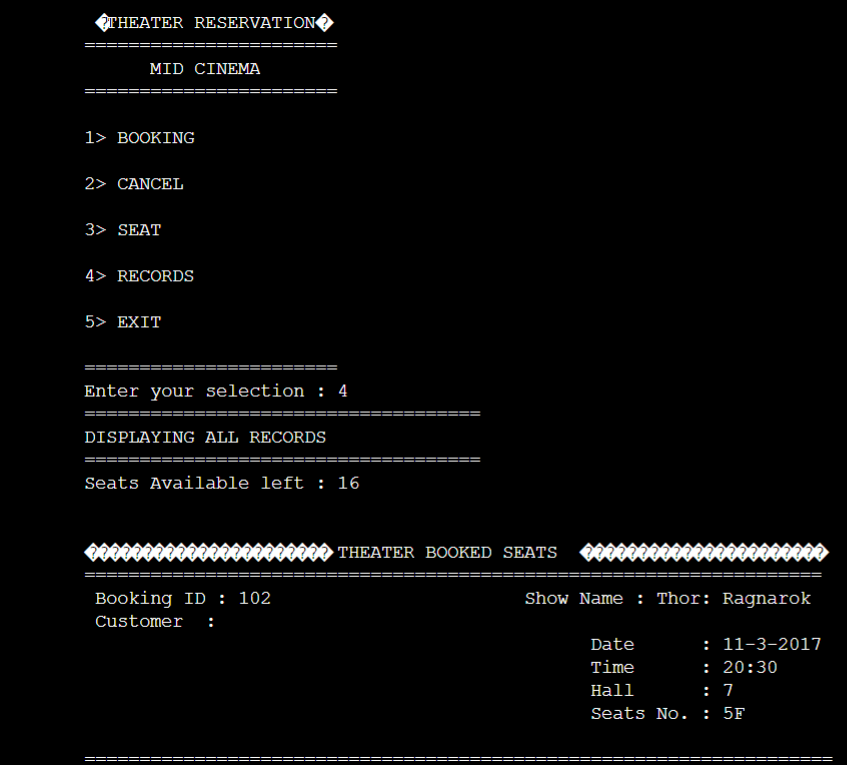 �THEATER RESERVATION�
=======================
MID CINEMA
=======================
1> BOOKING
2> CANCEL
3> SEAT
4> RECORDS
5> EXIT
=======================
Enter your selection : 4
====================================
DISPLAYING ALL RECORDS
====================================
Seats Available left : 16
����������������������� THEATER BOOKED SEATS �����������������������
===================================================================
Booking ID : 102 Show Name : Thor: Ragnarok
Customer :
Date : 11-3-2017
Time : 20:30
Hall : 7
Seats No. : 5F
====================================================================